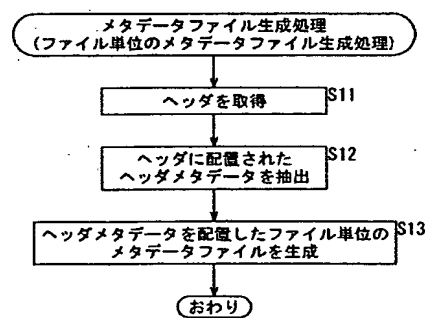 メタデータファイル生成処理
(ファイル単位のメタデータファイル生成処理)
ヘッダを取得
S11
ヘッダに配置された
ヘッダメタデータを抽出
S12
ヘッダメタデータを配置したファイル単位の
メタデータファイルを生成
S13
おわり